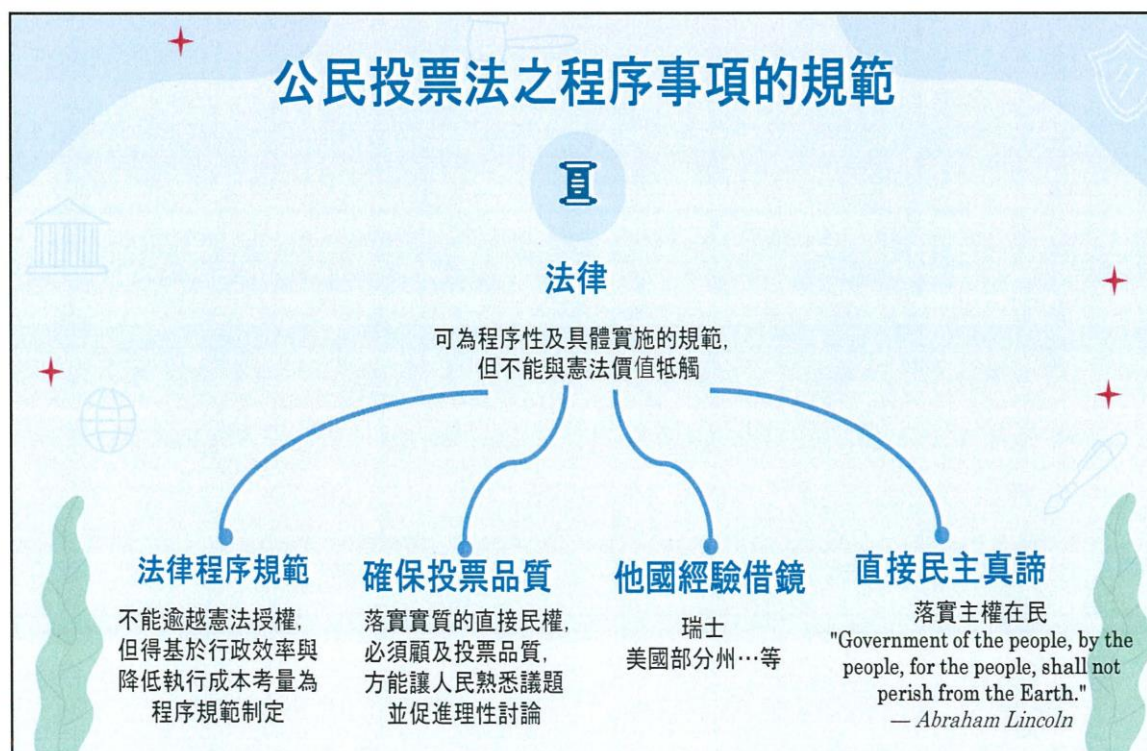 公民投票法之程序事項的規範
法律
可為程序性及具體實施的規範,
但不能與憲法價值牴觸
法律程序規範
不能逾越憲法授權,
但得基於行政效率與
降低執行成本考量為
程序規範制定
確保投票品質
落實實質的直接民權,
必須顧及投票品質,
方能讓人民熟悉議題
並促進理性討論
他國經驗借鏡
瑞士
美國部分州…等
直接民主真諦
落實主權在民
"Government of the people, by the
people, for the people, shall not
perish from the Earth."
— Abraham Lincoln